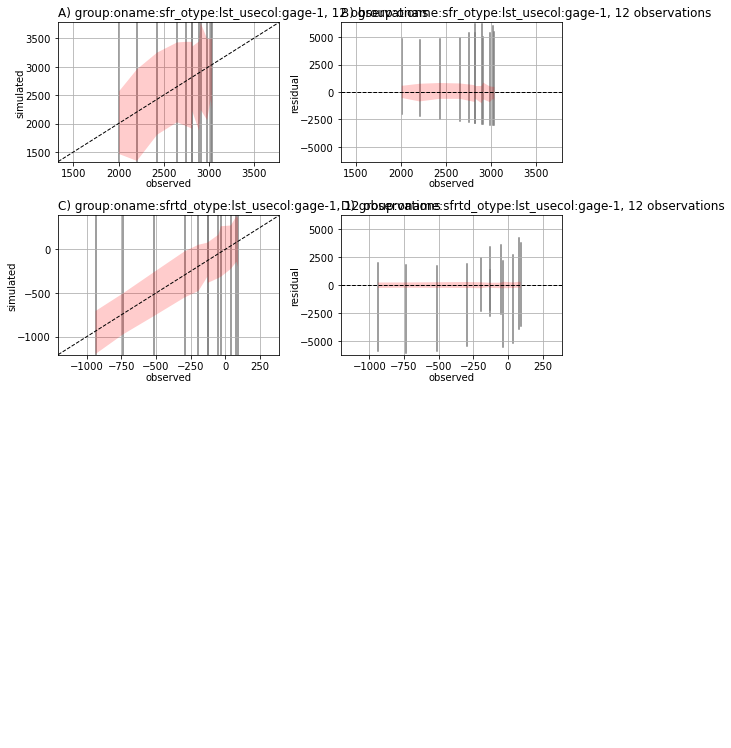 A) group:oname:sfr_otype:lst_usecol:gage-1, 12 observations
B) group:oname:sfr_otype:lst_usecol:gage-1, 12 observations
simulated
3500
3000
2500
2000
1500
1500 2000 2500 3000 3500
observed
residual
5000
2500
0
−2500
−5000
1500 2000 2500 3000 3500
observed
C) group:oname:sfrtd_otype:lst_usecol:gage-1, 12 observations
D) group:oname:sfrtd_otype:lst_usecol:gage-1, 12 observations
simulated
0
−500
−1000
−1000 −750 −500 −250 0 250
observed
residual
5000
2500
0
−2500
−5000
−1000 −750 −500 −250 0 250
observed